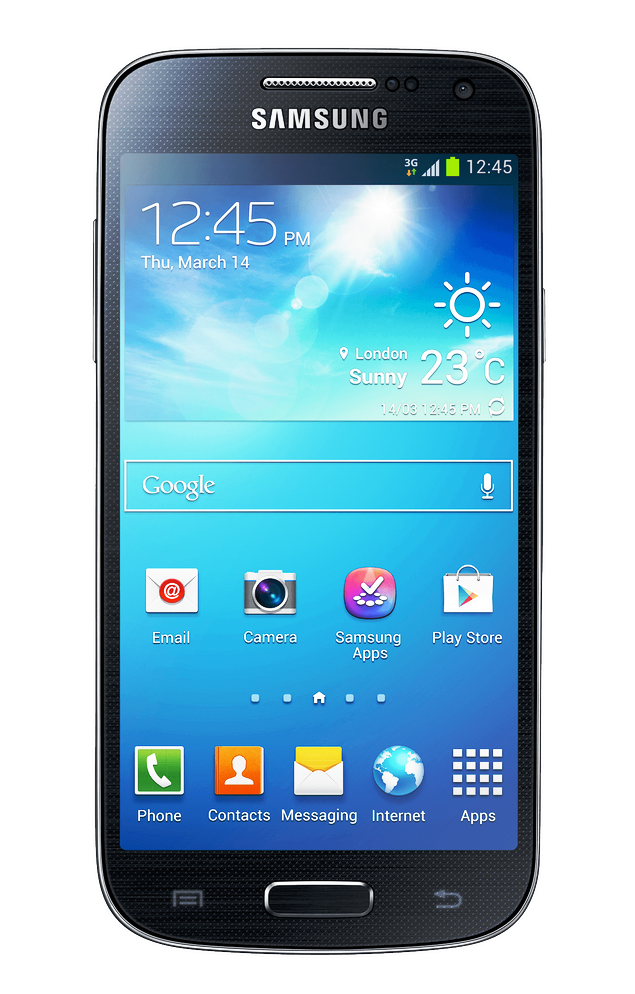 SAMSUNG
3G 12:45
12:45 PM
Thu, March 14
London
Sunny 23°C
14/03 12:45 PM
Google
@
Email Camera Samsung Apps Play Store
Phone Contacts Messaging Internet Apps